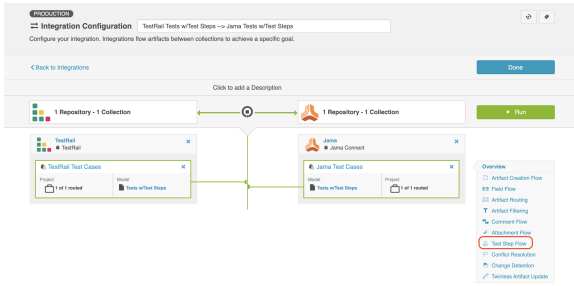 PRODUCTION
Integration Configuration
TestRail Tests w/Test Steps --> Jama Tests w/Test Steps
Configure your integration. Integrations flow artifacts between collections to achieve a specific goal.
Back to Integrations
Done
Click to add a Description
1 Repository - 1 Collection
1 Repository - 1 Collection
Run
TestRail
TestRail
Jama
Jama Connect
TestRail Test Cases
Project
1 of 1 routed
Model
Tests w/Test Steps
Jama Test Cases
Model
Tests w/Test Steps
Project
1 of 1 routed
Overview
Artifact Creation Flow
Field Flow
Artifact Routing
Artifact Filtering
Comment Flow
Attachment Flow
Test Step Flow
Conflict Resolution
Change Detection
Twinless Artifact Update